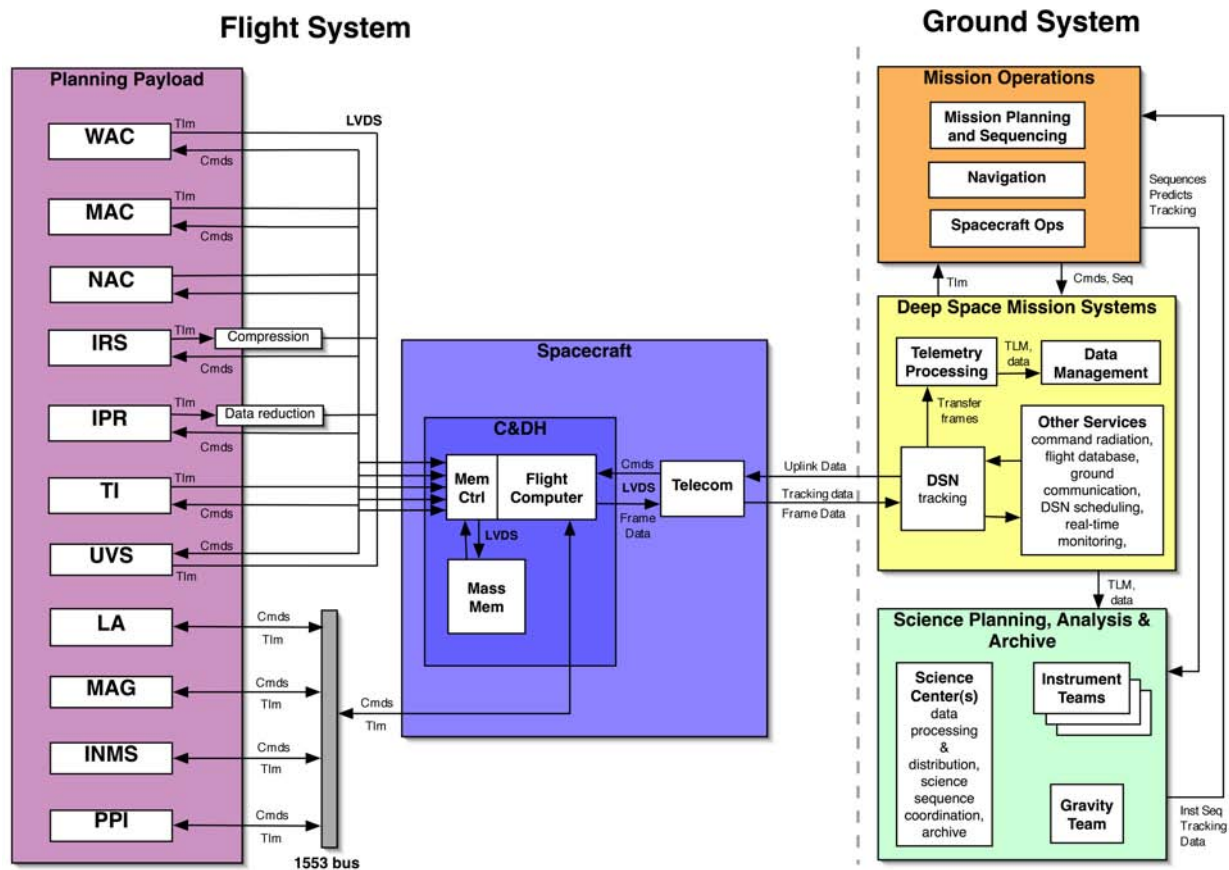 Flight System
Ground System
Planning Payload
WAC
Tlm
Cmds
LVDS
MAC
Tlm
Cmds
NAC
IRS
Tlm
Compression
Cmds
IPR
Tlm
Data reduction
Cmds
TI
Tlm
Cmds
UVS
Cmds
Tlm
LA
Cmds
Tlm
MAG
Cmds
Tlm
INMS
Cmds
Tlm
PPI
Cmds
Tlm
1553 bus
Cmds
Tlm
Spacecraft
C&DH
Mem
Ctrl
Flight
Computer
LVDS
Mass
Mem
Cmds
LVDS
Frame
Data
Telecom
Uplink Data
Tracking data
Frame Data
Mission Operations
Mission Planning
and Sequencing
Navigation
Spacecraft Ops
Sequences
Predicts
Tracking
Tlm
Cmds, Seq
Deep Space Mission Systems
Telemetry
Processing
TLM,
data
Data
Management
Transfer
frames
DSN
tracking
Other Services
command radiation,
flight database,
ground
communication,
DSN scheduling,
real-time
monitoring,
TLM,
data
Science Planning, Analysis &
Archive
Science
Center(s)
data
processing
&
distribution,
science
sequence
coordination,
archive
Instrument
Teams
Gravity
Team
Inst Seq
Tracking
Data